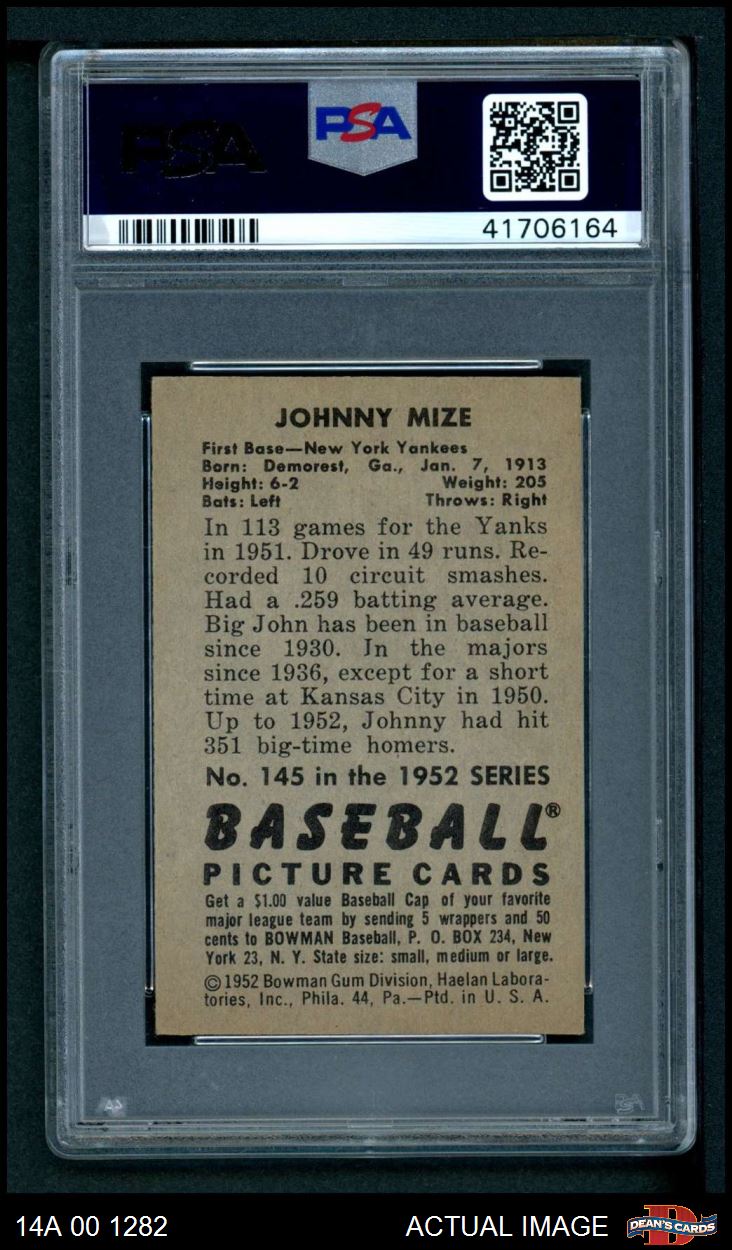 PSA
PSA
41706164
JOHNNY MIZE
First Base—New York Yankees
Born: Demorest, Ga., Jan. 7, 1913
Height: 6-2 Weight: 205
Bats: Left Throws: Right
In 113 games for the Yanks
in 1951. Drove in 49 runs. Re-
corded 10 circuit smashes.
Had a .259 batting average.
Big John has been in baseball
since 1930. In the majors
since 1936, except for a short
time at Kansas City in 1950.
Up to 1952, Johnny had hit
351 big-time homers.
No. 145 in the 1952 SERIES
BASEBALL®
PICTURE CARDS
Get a $1.00 value Baseball Cap of your favorite
major league team by sending 5 wrappers and 50
cents to BOWMAN Baseball, P. O. BOX 234, New
York 23, N. Y. State size: small, medium or large.
©1952 Bowman Gum Division, Haelan Labora-
tories, Inc., Phila. 44, Pa.—Ptd. in U. S. A.
PSA
14A 00 1282 ACTUAL IMAGE DEAN'S CARDS